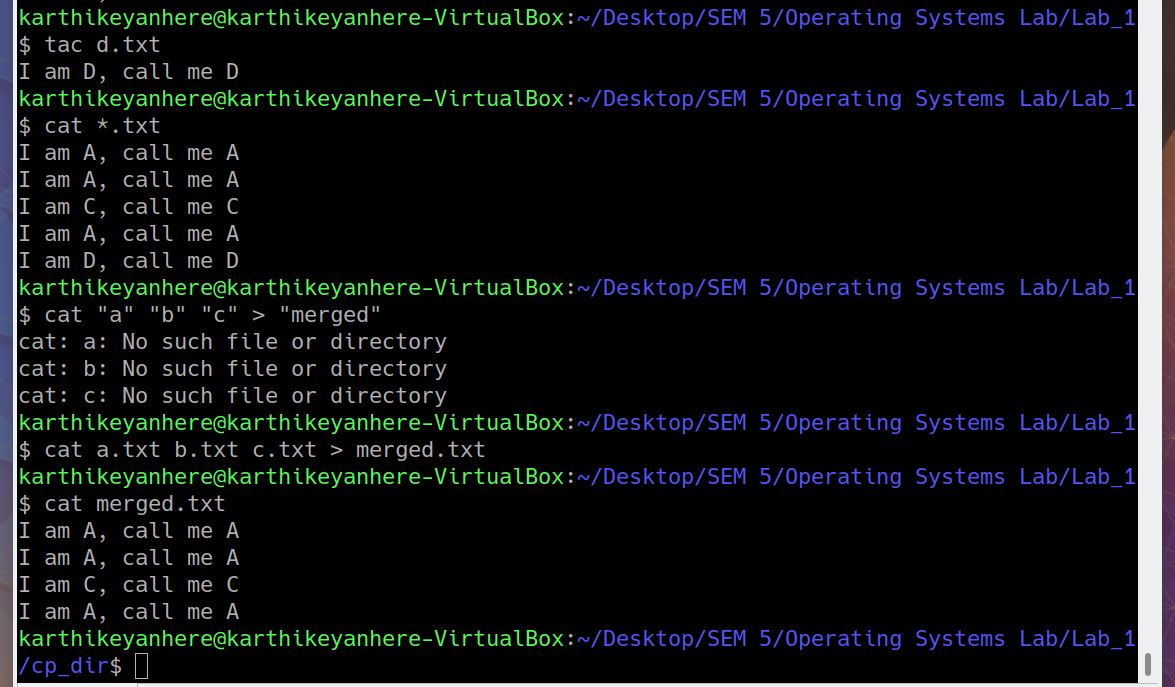 karthikeyanhere@karthikeyanhere-VirtualBox:~/Desktop/SEM 5/Operating Systems Lab/Lab_1
$ tac d.txt
I am D, call me D
karthikeyanhere@karthikeyanhere-VirtualBox:~/Desktop/SEM 5/Operating Systems Lab/Lab_1
$ cat *.txt
I am A, call me A
I am A, call me A
I am C, call me C
I am A, call me A
I am D, call me D
karthikeyanhere@karthikeyanhere-VirtualBox:~/Desktop/SEM 5/Operating Systems Lab/Lab_1
$ cat "a" "b" "c" > "merged"
cat: a: No such file or directory
cat: b: No such file or directory
cat: c: No such file or directory
karthikeyanhere@karthikeyanhere-VirtualBox:~/Desktop/SEM 5/Operating Systems Lab/Lab_1
$ cat a.txt b.txt c.txt > merged.txt
karthikeyanhere@karthikeyanhere-VirtualBox:~/Desktop/SEM 5/Operating Systems Lab/Lab_1
$ cat merged.txt
I am A, call me A
I am A, call me A
I am C, call me C
I am A, call me A
karthikeyanhere@karthikeyanhere-VirtualBox:~/Desktop/SEM 5/Operating Systems Lab/Lab_1
/cp_dir$